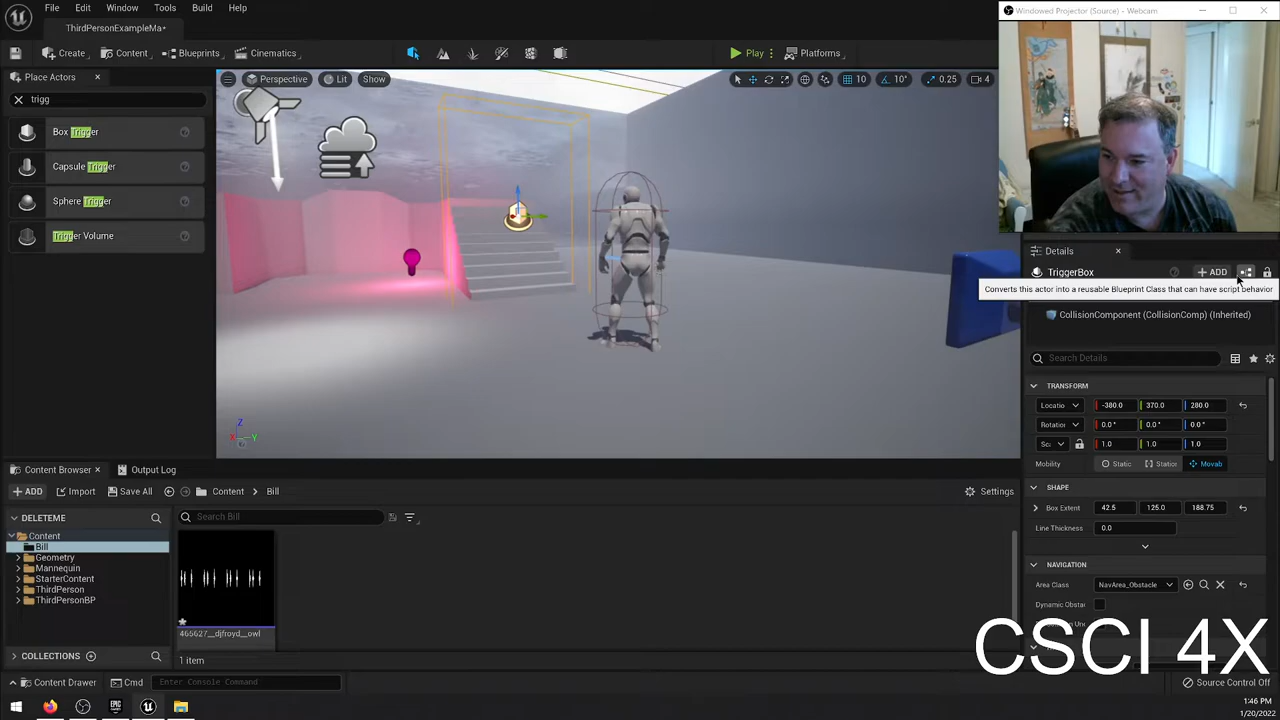 File Edit Window Tools Build Help
Windowed Projector (Source) - Webcam
ThirdPersonExampleMa*
Create Content Blueprints Cinematics Play Platforms
Place Actors
Perspective Lit Show 10 10° 0.25 4
trigg
Box Trigger
Capsule Trigger
Sphere Trigger
Trigger Volume
Details
TriggerBox
+ ADD
Converts this actor into a reusable Blueprint Class that can have script behavior
CollisionComponent (CollisionComp) (Inherited)
Search Details
TRANSFORM
Locatio -380.0 370.0 280.0
Rotation 0.0° 0.0° 0.0°
Sc 1.0 1.0 1.0
Mobility Static Station Movab
SHAPE
Box Extent 42.5 125.0 188.75
Line Thickness 0.0
NAVIGATION
Area Class NavArea_Obstacle
Dynamic Obsta
Z
X Y
Content Browser Output Log
+ ADD Import Save All Content > Bill Settings
DELETEME
Search Bill
Content
Bill
Geometry
Mannequin
StarterContent
ThirdPerson
ThirdPersonBP
465627__djfroyd__owl
COLLECTIONS
1 item
CSCI 4X
Content Drawer Cmd Enter Console Command Source Control Off
1:46 PM
1/20/2022